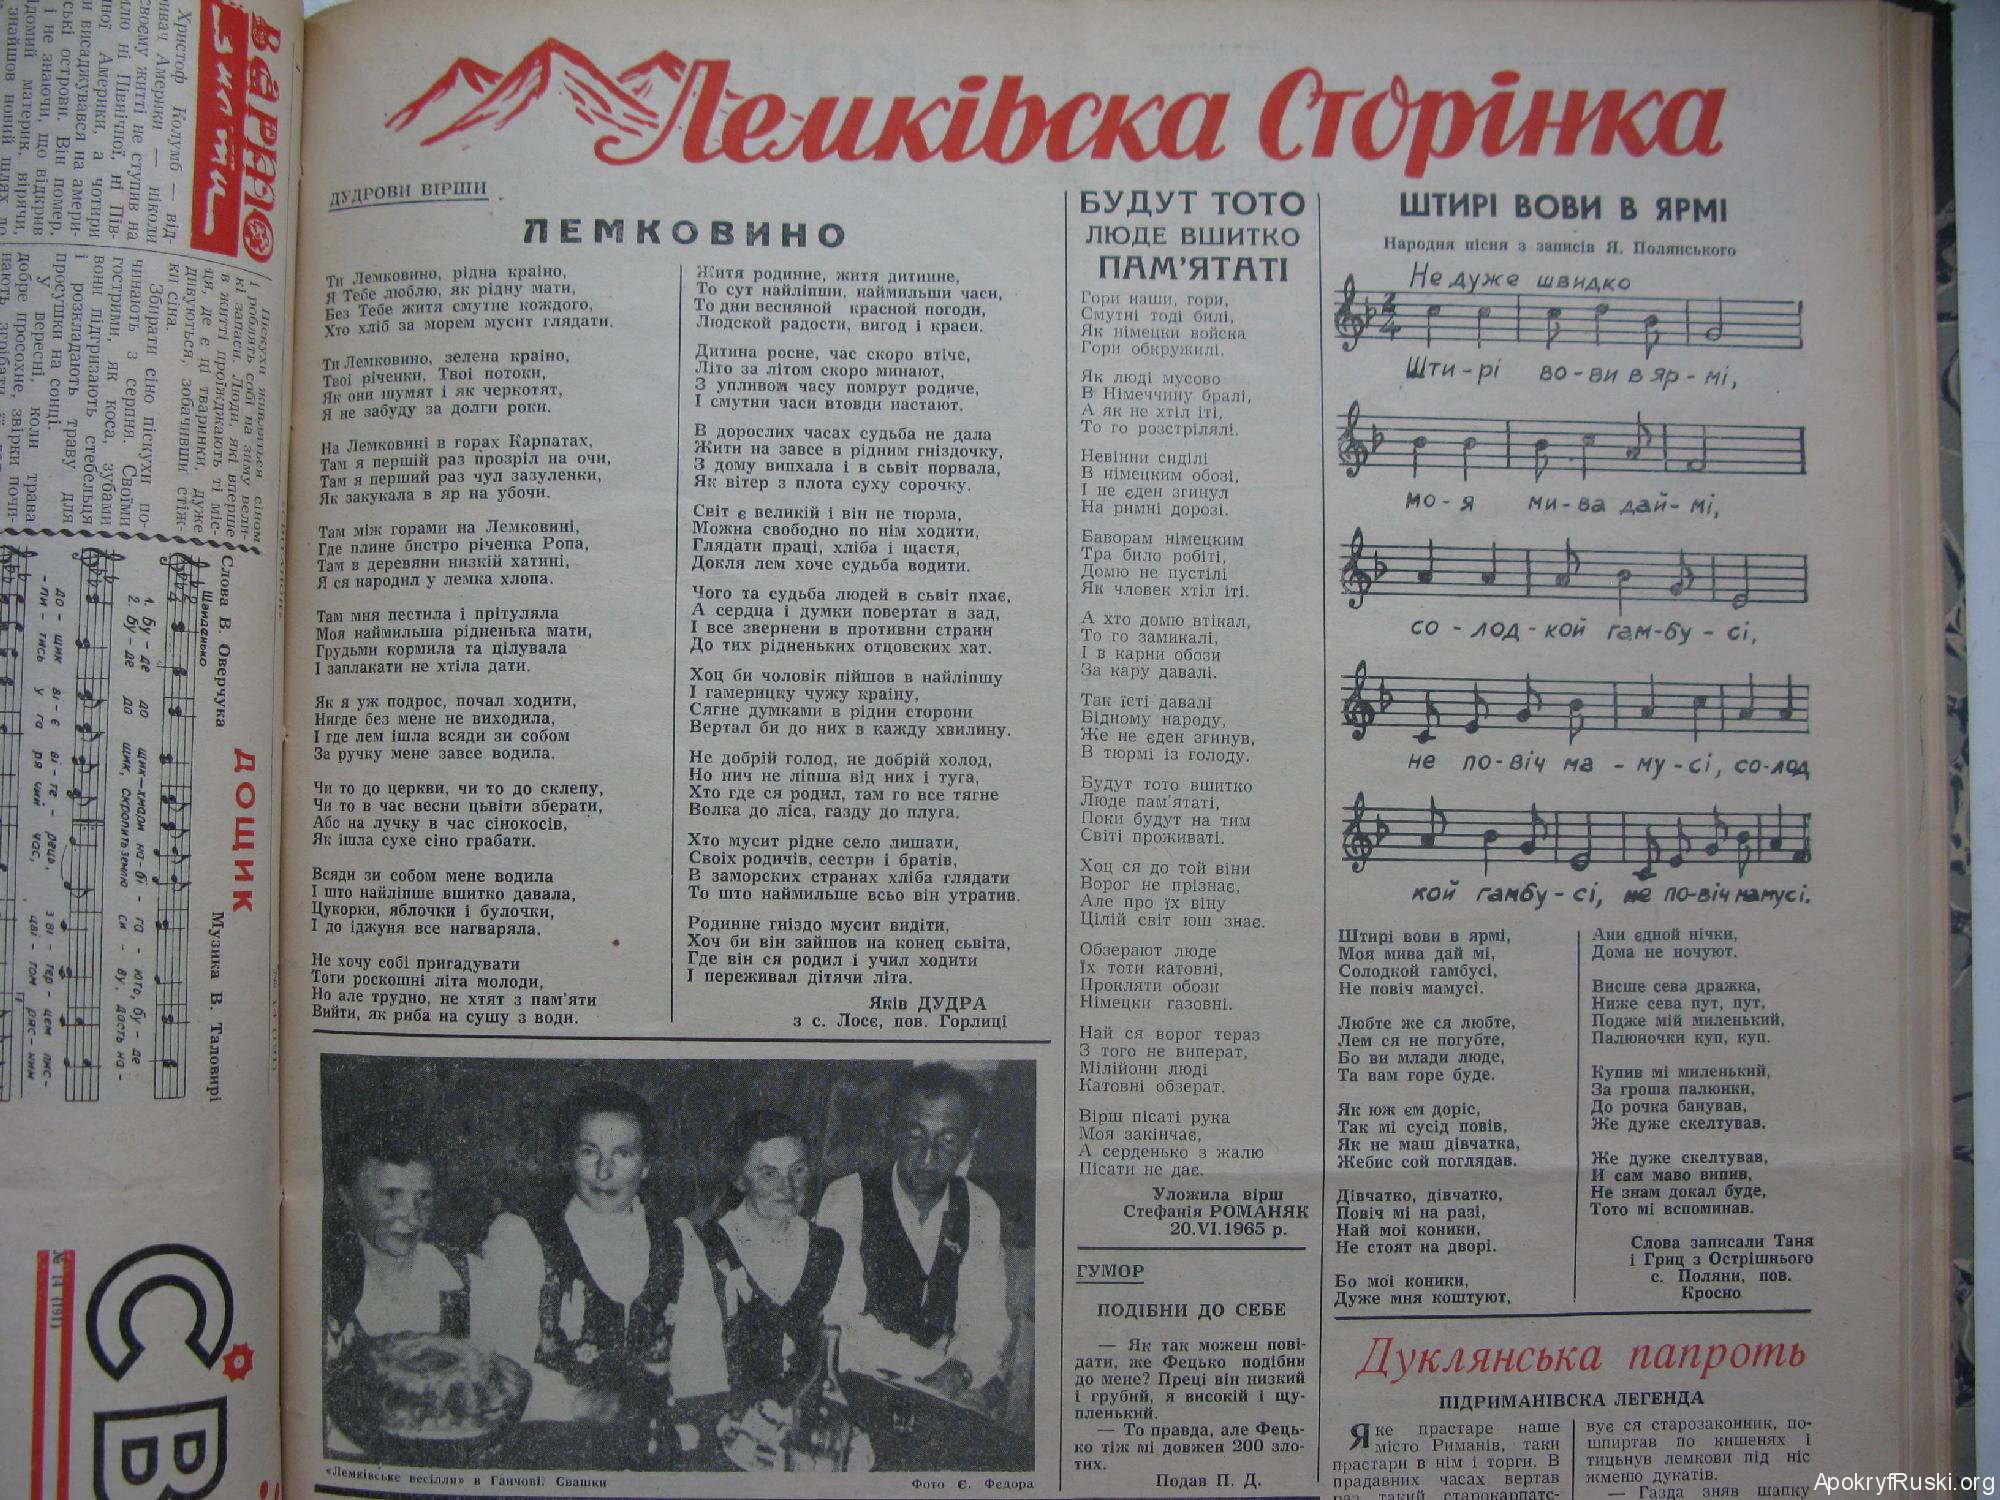 Лемківска Сторінка
ДУДРОВИ ВІРШИ
ЛЕМКОВИНО
Ти Лемковино, рідна країно,
Я Тебе люблю, як рідну мати,
Без Тебе житя смутне кождого,
Хто хліб за морем мусит глядати.
Ти Лемковино, зелена країно,
Твої річенки, Твої потоки,
Як они шумят і як черкотят,
Я не забуду за долги роки.
На Лемковині в горах Карпатах,
Там я першій раз прозріл на очи,
Там я перший раз чул зазуленки,
Як закукала в яр на убочи.
Там між горами на Лемковині,
Где плине бистро річенка Ропа,
Там в деревяни низкій хатині,
Я ся народил у лемка хлопа.
Там мня пестила і прітуляла
Моя наймильша рідненька мати,
Грудьми кормила та цілувала
І заплакати не хтіла дати.
Як я уж подрос, почал ходити,
Нигде без мене не виходила,
І где лем ішла всяди зи собом
За ручку мене завсе водила.
Чи то до церкви, чи то до склепу,
Чи то в час весни цьвіти зберати,
Або на лучку в час сінокосів,
Як ішла сухе сіно грабати.
Всяди зи собом мене водила
І што найліпше вшитко давала,
Цукорки, яблочки і булочки,
І до їджуня все нагваряла.
Не хочу собі пригадувати
Тоти роскошні літа молоди,
Но але трудно, не хтят з пам'яти
Вийти, як риба на сушу з води.
Житя родинне, житя дитинне,
То сут найліпши, наймильши часи,
То дни весняной красной погоди,
Людской радости, вигод і краси.
Дитина росне, час скоро втіче,
Літо за літом скоро минают,
З упливом часу помрут родиче,
І смутни часи втовди настают.
В дорослих часах судьба не дала
Жити на завсе в рідним гніздочку,
З дому випхала і в сьвіт порвала,
Як вітер з плота суху сорочку.
Світ є великій і він не тюрма,
Можна свободно по нім ходити,
Глядати праці, хліба і щастя,
Докля лем хоче судьба водити.
Чого та судьба людей в сьвіт пхає,
А сердца і думки повертат в зад,
І все звернени в противни страни
До тих рідненьких отцовских хат.
Хоц би чоловік пійшов в найліпшу
І гамерицку чужу країну,
Сягне думками в рідни сторони
Вертал би до них в кажду хвилину.
Не добрій голод, не добрій холод,
Но нич не ліпша від них і туга,
Хто где ся родил, там го все тягне
Волка до ліса, газду до плуга.
Хто мусит рідне село лишати,
Своїх родичів, сестри і братів,
В заморских странах хліба глядати
То што наймильше всьо він утратив.
Родинне гніздо мусит видіти,
Хоч би він зайшов на конец сьвіта,
Где він ся родил і учил ходити
І переживал дітячи літа.
Яків ДУДРА
з с. Лосє, пов. Горлиці
«Лемківське весілля» в Ганчові. Свашки
Фото Є. Федора
БУДУТ ТОТО
ЛЮДЕ ВШИТКО
ПАМ'ЯТАТІ
Гори наши, гори,
Смутні тоді билі,
Як німецки войска
Гори обкружилі.
Як люді мусово
В Німеччину бралі,
А як не хтіл іті,
То го розстрілялі.
Невінни сиділі
В німецким обозі,
І не єден згинул
На римні дорозі.
Баворам німецким
Тра било робіті,
Домю не пустілі
Як чловек хтіл іті.
А хто домю втікал,
То го замикалі,
І в карни обози
За кару давалі.
Так їсті давалі
Бідному народу,
Же не єден згинув,
В тюрмі із голоду.
Будут тото вшитко
Люде пам'ятаті,
Поки будут на тим
Світі проживаті.
Хоц ся до той віни
Ворог не прізнає,
Але про їх віну
Цілій світ юш знає.
Обзерают люде
Їх тоти катовні,
Прокляти обози
Німецки газовні.
Най ся ворог тераз
З того не виперат,
Мілійони люді
Катовні обзерат.
Вірш пісаті рука
Моя закінчає,
А серденько з жалю
Пісати не дає.
Уложила вірш
Стефанія РОМАНЯК
20.VI.1965 р.
ГУМОР
ПОДІБНИ ДО СЕБЕ
— Як так можеш пові-
дати, же Фецько подібни
до мене? Преці він низкий
і грубий, я високій і щу-
пленький.
— То правда, але Фець-
ко тіж мі довжен 200 зло-
тих.
Подав П. Д.
ШТИРІ ВОВИ В ЯРМІ
Народня пісня з записів Я. Полянського
Не дуже швидко
Шти-рі во-ви в яр-мі,
мо-я ми-ва дай-мі,
со-лод-кой гам-бу-сі,
не по-віч ма-му-сі, со-лод
кой гамбу-сі, не по-віч мамусі.
Штирі вови в ярмі,
Моя мива дай мі,
Солодкой гамбусі,
Не повіч мамусі.
Любте же ся любте,
Лем ся не погубте,
Бо ви млади люде,
Та вам горе буде.
Як юж єм доріс,
Так мі сусід повів,
Як не маш дівчатка,
Жебис сой поглядав.
Дівчатко, дівчатко,
Повіч мі на разі,
Най мої коники,
Не стоят на дворі.
Бо мої коники,
Дуже мня коштуют,
Ани єдной нічки,
Дома не ночуют.
Висше сева дражка,
Ниже сева пут, пут,
Подже мій миленький,
Палюночки куп, куп.
Купив мі миленький,
За гроша палюнки,
До рочка банував,
Же дуже скелтував.
Же дуже скелтував,
И сам маво випив,
Не знам докал буде,
Тото мі вспоминав.
Слова записали Таня
і Гриц з Острішнього
с. Поляни, пов.
Кросно
Дуклянська папроть
ПІДРИМАНІВСКА ЛЕГЕНДА
Яке прастаре наше
місто Риманів, таки
прастари в нім і торги. В
прадавних часах вертав
раз такий старокарпатс-
вує ся старозаконник, по-
шпиртав по кишенях і
тицьнув лемкови під ніс
жменю дукатів.
— Газда зняв шапку
ДОЩИК
Слова В. Оверчука
Музика В. Таловирі
Швиденько
№ 14 (191)
СВ
ApokryfRuski.org